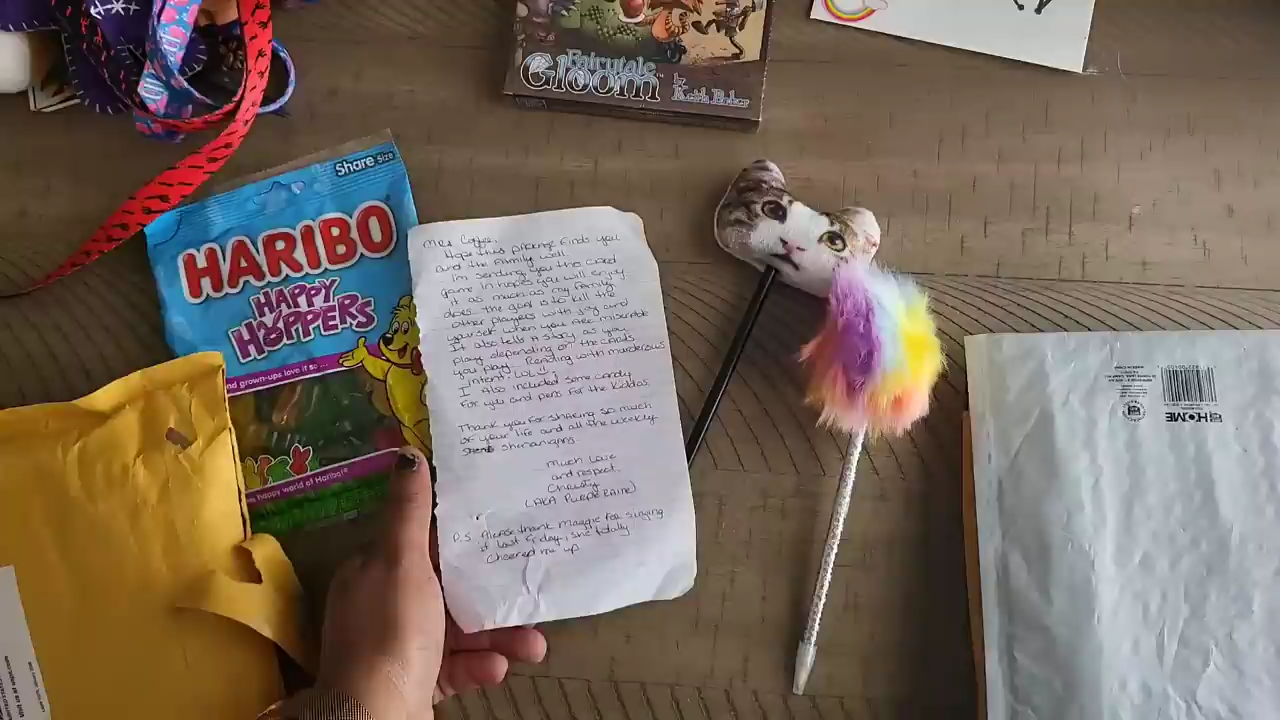 Fairytale
Gloom
by
Keith Baker
Share Size
HARIBO
HAPPY
HOPPERS
nd grown-ups love it so ...
happy world of Haribo!
Mrs Coffee,
Hope this package finds you
and the family well.
I'm sending you this card
game in hopes you will enjoy
it as much as my family
does the goal is to kill the
other players with joy and
yourself when you are miserable
It also tells a story as you
play depending on the cards
you play. Reading with murderous
intent LoL!!
I also included some candy
for you and pens for the kiddos.
Thank you for sharing so much
of your life and all the weekly
shenanigans.
Much Love
and respect,
Christy
(AKA PurpleRaine)
P.S. Please thank Maggie for singing
it last Friday, she totally
cheered me up
HOME